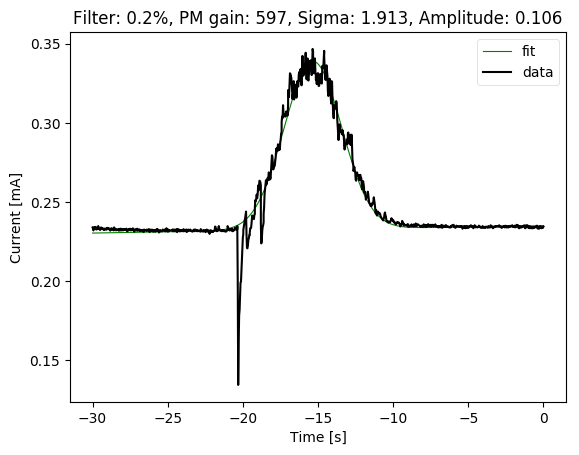 Filter: 0.2%, PM gain: 597, Sigma: 1.913, Amplitude: 0.106
fit
data
0.35
0.30
0.25
0.20
0.15
Current [mA]
−30
−25
−20
−15
−10
−5
0
Time [s]